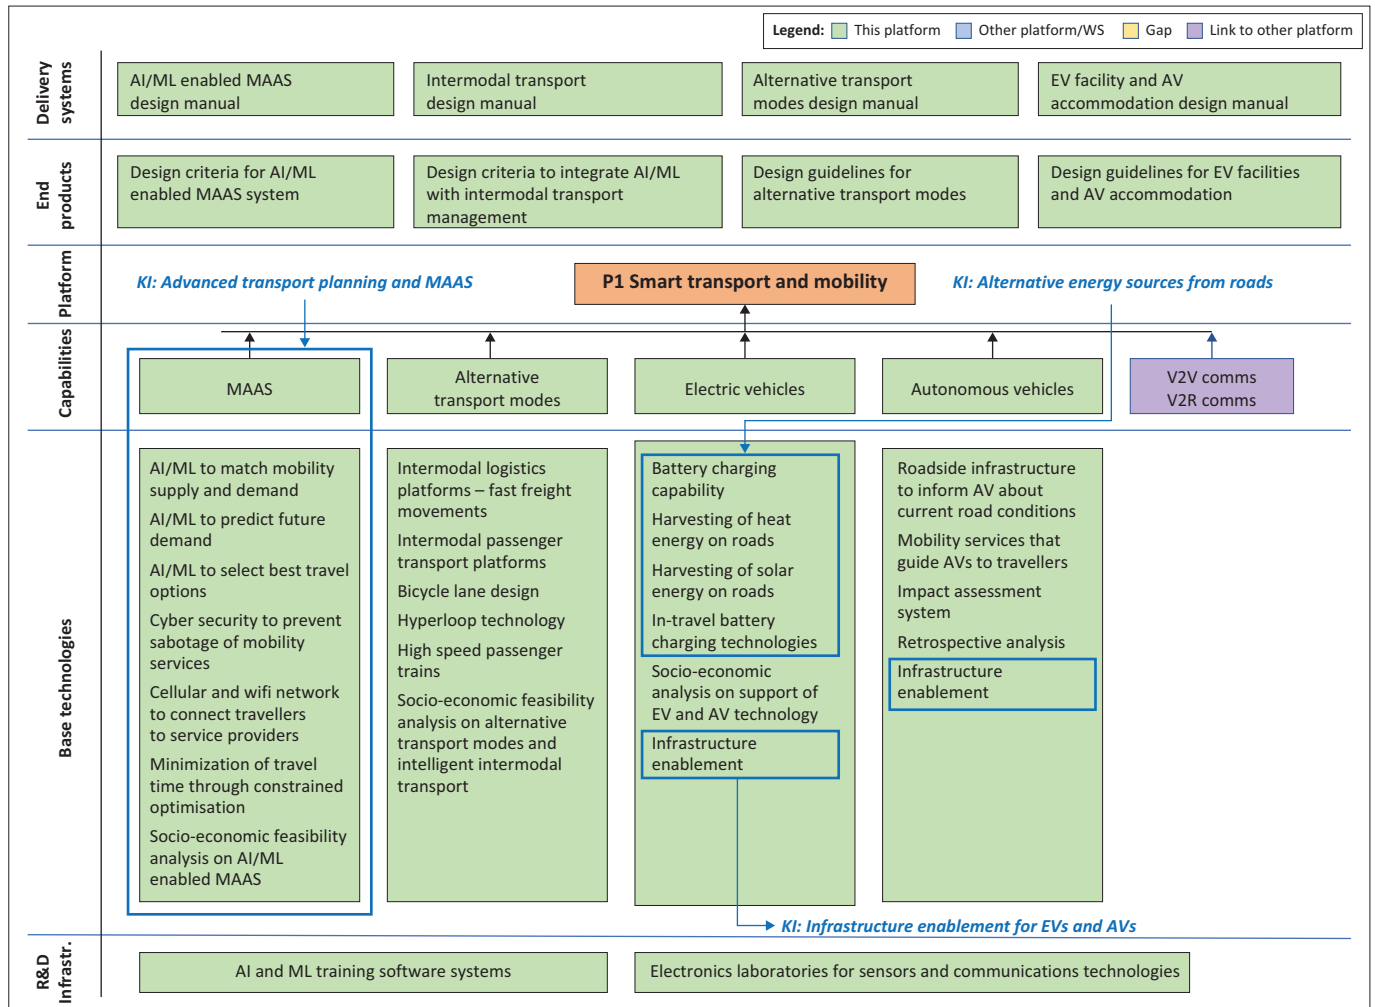 Legend: This platform Other platform/WS Gap Link to other platform
Delivery
systems
AI/ML enabled MAAS
design manual
Intermodal transport
design manual
Alternative transport
modes design manual
EV facility and AV
accommodation design manual
End
products
Design criteria for AI/ML
enabled MAAS system
Design criteria to integrate AI/ML
with intermodal transport
management
Design guidelines for
alternative transport modes
Design guidelines for EV facilities
and AV accommodation
Platform
KI: Advanced transport planning and MAAS
P1 Smart transport and mobility
KI: Alternative energy sources from roads
Capabilities
MAAS
Alternative
transport modes
Electric vehicles
Autonomous vehicles
V2V comms
V2R comms
Base technologies
AI/ML to match mobility
supply and demand
AI/ML to predict future
demand
AI/ML to select best travel
options
Cyber security to prevent
sabotage of mobility
services
Cellular and wifi network
to connect travellers
to service providers
Minimization of travel
time through constrained
optimisation
Socio-economic feasibility
analysis on AI/ML
enabled MAAS
Intermodal logistics
platforms – fast freight
movements
Intermodal passenger
transport platforms
Bicycle lane design
Hyperloop technology
High speed passenger
trains
Socio-economic feasibility
analysis on alternative
transport modes and
intelligent intermodal
transport
Battery charging
capability
Harvesting of heat
energy on roads
Harvesting of solar
energy on roads
In-travel battery
charging technologies
Socio-economic
analysis on support of
EV and AV technology
Infrastructure
enablement
Roadside infrastructure
to inform AV about
current road conditions
Mobility services that
guide AVs to travellers
Impact assessment
system
Retrospective analysis
Infrastructure
enablement
KI: Infrastructure enablement for EVs and AVs
R&D
Infrastr.
AI and ML training software systems
Electronics laboratories for sensors and communications technologies